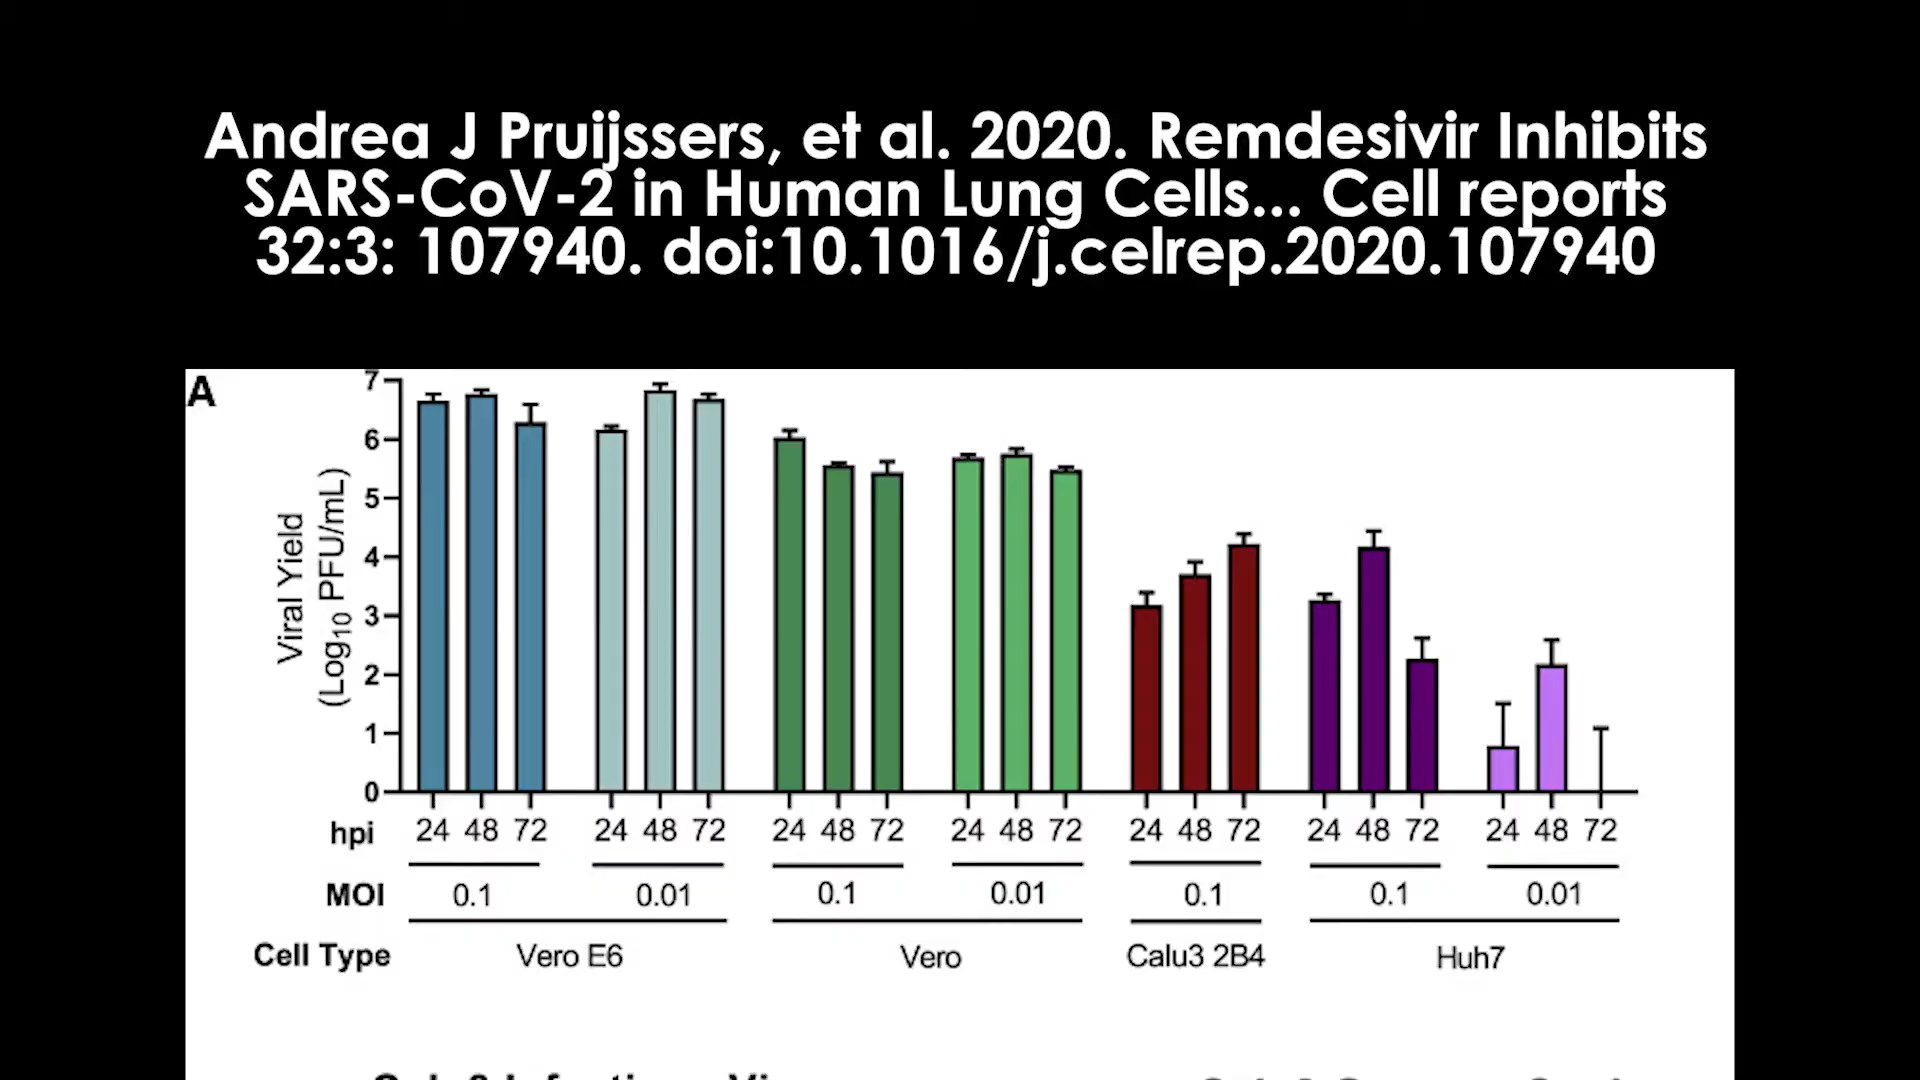 Andrea J Pruijssers, et al. 2020. Remdesivir Inhibits
SARS-CoV-2 in Human Lung Cells... Cell reports
32:3: 107940. doi:10.1016/j.celrep.2020.107940
A
Viral Yield
(Log10 PFU/mL)
7
6
5
4
3
2
1
0
hpi 24 48 72 24 48 72 24 48 72 24 48 72 24 48 72 24 48 72 24 48 72
MOI 0.1 0.01 0.1 0.01 0.1 0.1 0.01
Cell Type Vero E6 Vero Calu3 2B4 Huh7